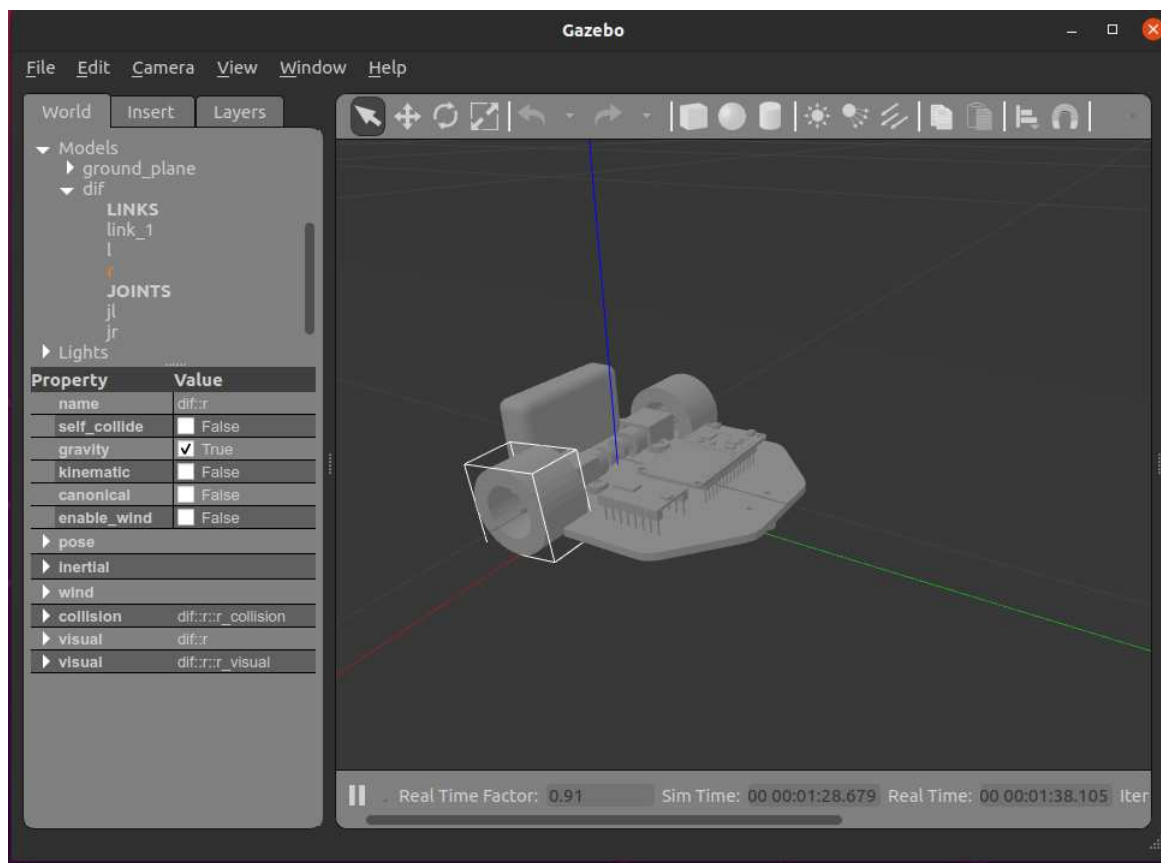 Gazebo
File Edit Camera View Window Help
World Insert Layers
Models
ground_plane
dif
LINKS
link_1
l
r
JOINTS
jl
jr
Lights
Property Value
name dif::r
self_collide False
gravity True
kinematic False
canonical False
enable_wind False
pose
inertial
wind
collision dif::r::r_collision
visual dif::r
visual dif::r::r_visual
Real Time Factor: 0.91 Sim Time: 00 00:01:28.679 Real Time: 00 00:01:38.105 Iter